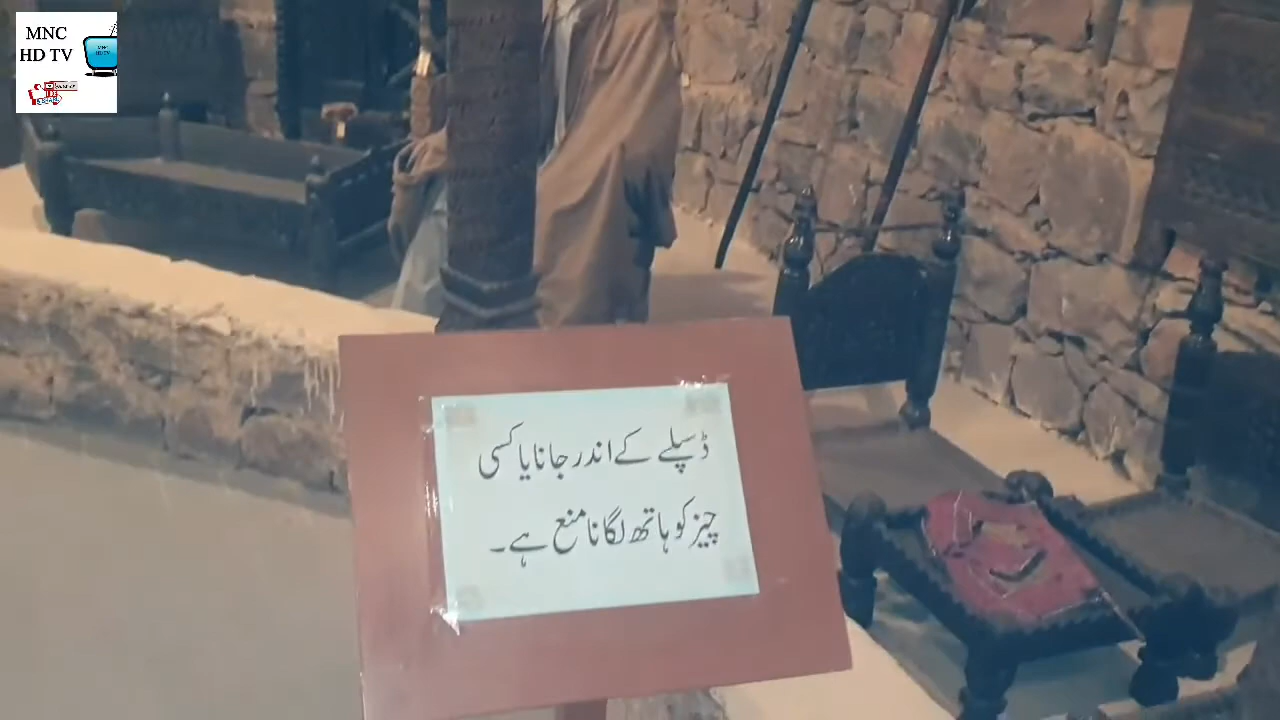 MNC
HD TV
ڈسپلے کے اندر جانا یا کسی
چیز کو ہاتھ لگانا منع ہے۔